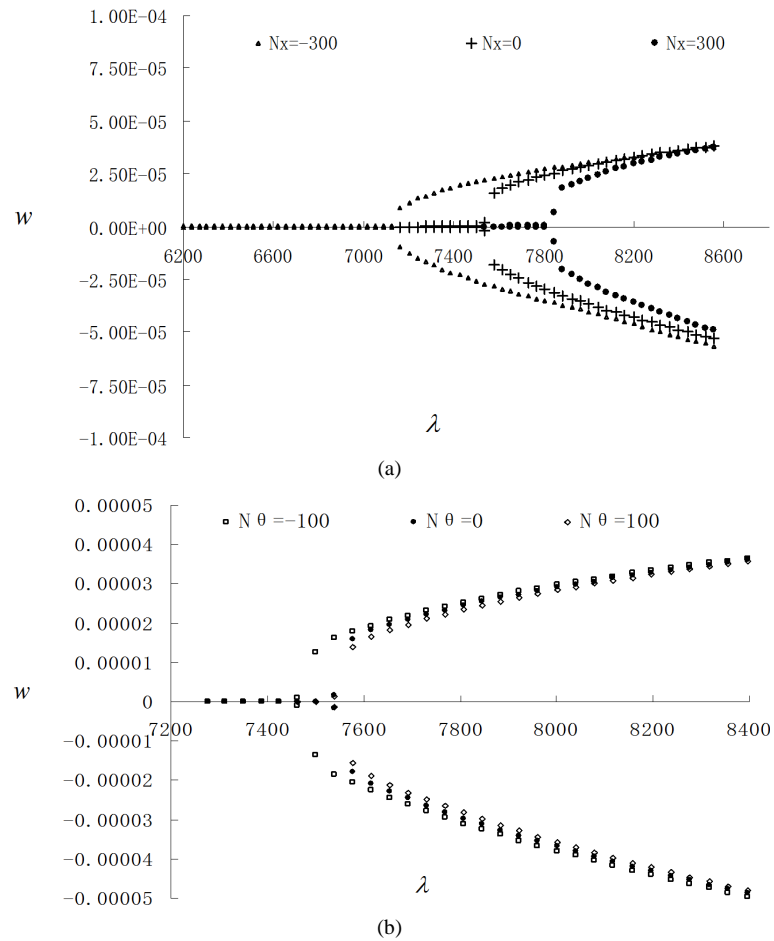 1.00E-04
Nx=-300 Nx=0 Nx=300
7.50E-05
5.00E-05
2.50E-05
w
0.00E+00
6200 6600 7000 7400 7800 8200 8600
-2.50E-05
-5.00E-05
-7.50E-05
λ
-1.00E-04
(a)
0.00005
N θ =-100 N θ =0 N θ =100
0.00004
0.00003
0.00002
0.00001
w
0
7200 7400 7600 7800 8000 8200 8400
-0.00001
-0.00002
-0.00003
-0.00004
λ
-0.00005
(b)